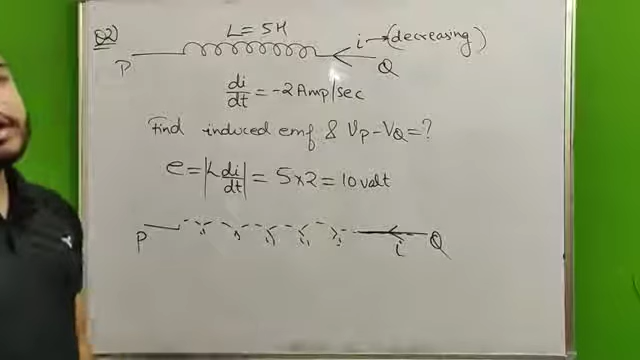 Q2)
L = 5H
i → (decreasing)
P
Q
di/dt = -2 Amp/sec
Find induced emf & VP - VQ = ?
e = |L di/dt| = 5 x 2 = 10 volt
P
i
Q